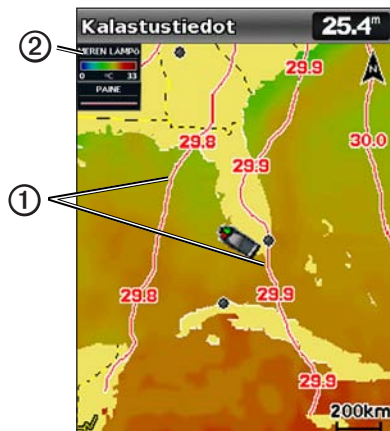 Kalastustiedot 25.4m
② MEREN LÄMPÖ
0 °C 33
PAINE
29.9
29.8
29.9
30.0
N
①
29.8
29.9
29.9
200km